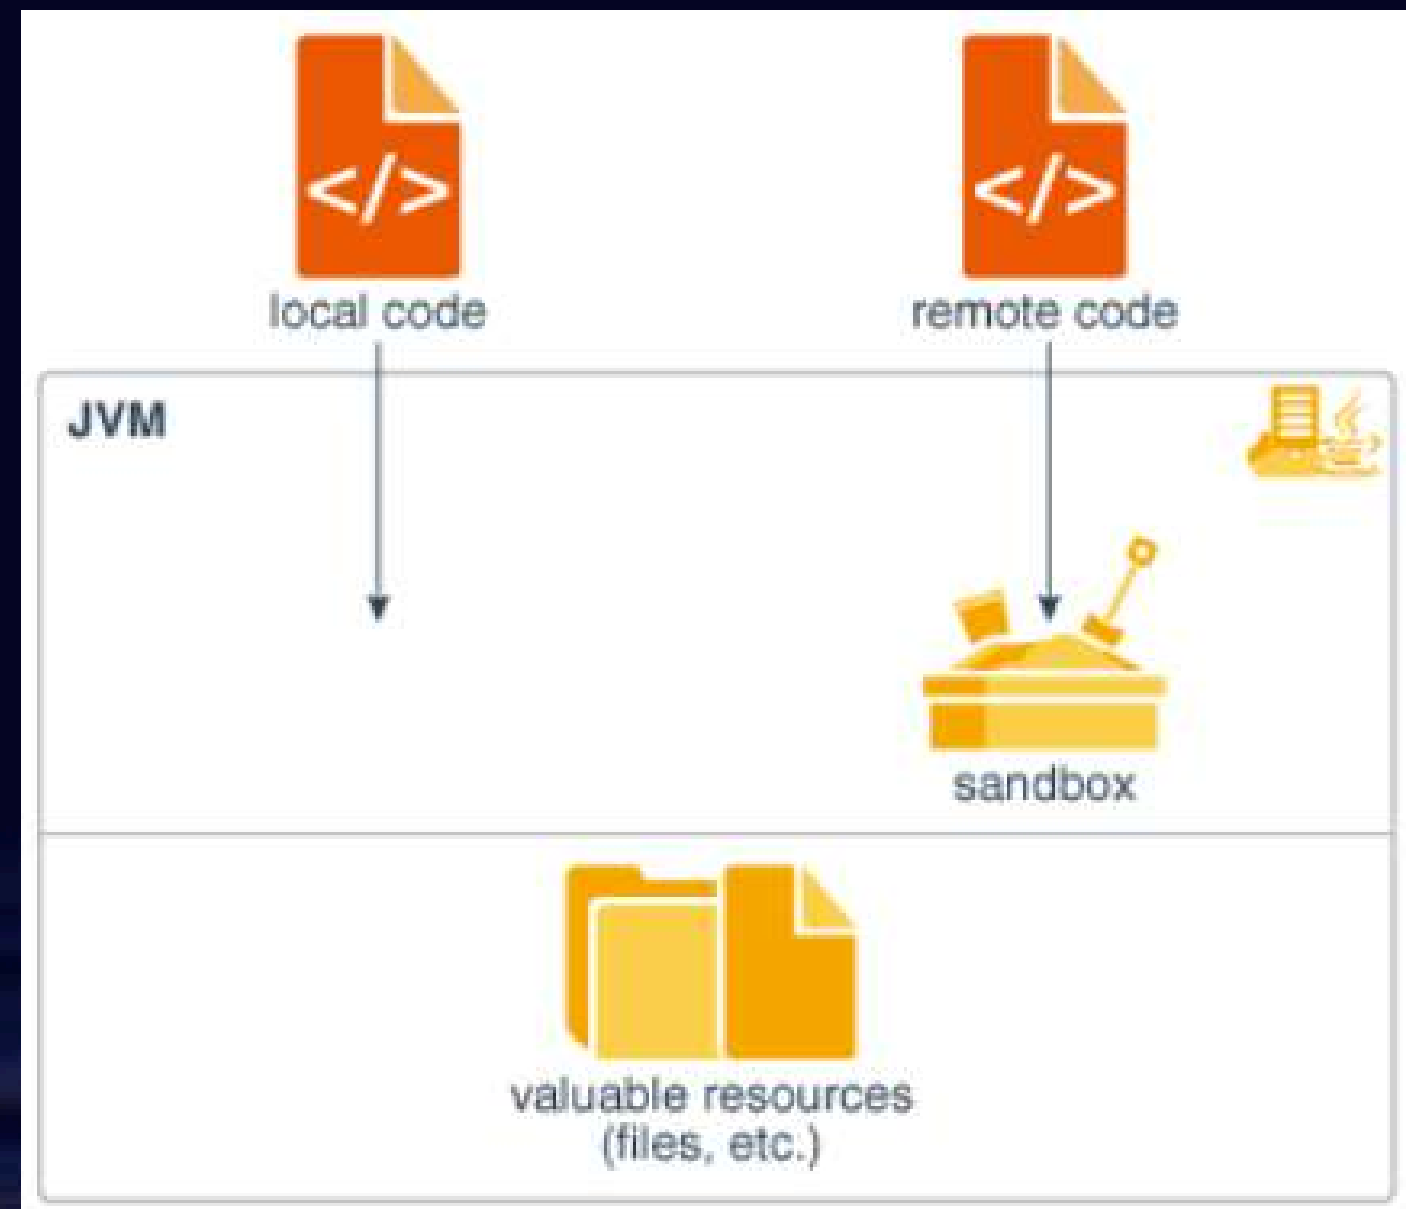 </>
</>
local code
remote code
JVM
sandbox
valuable resources
(files, etc.)